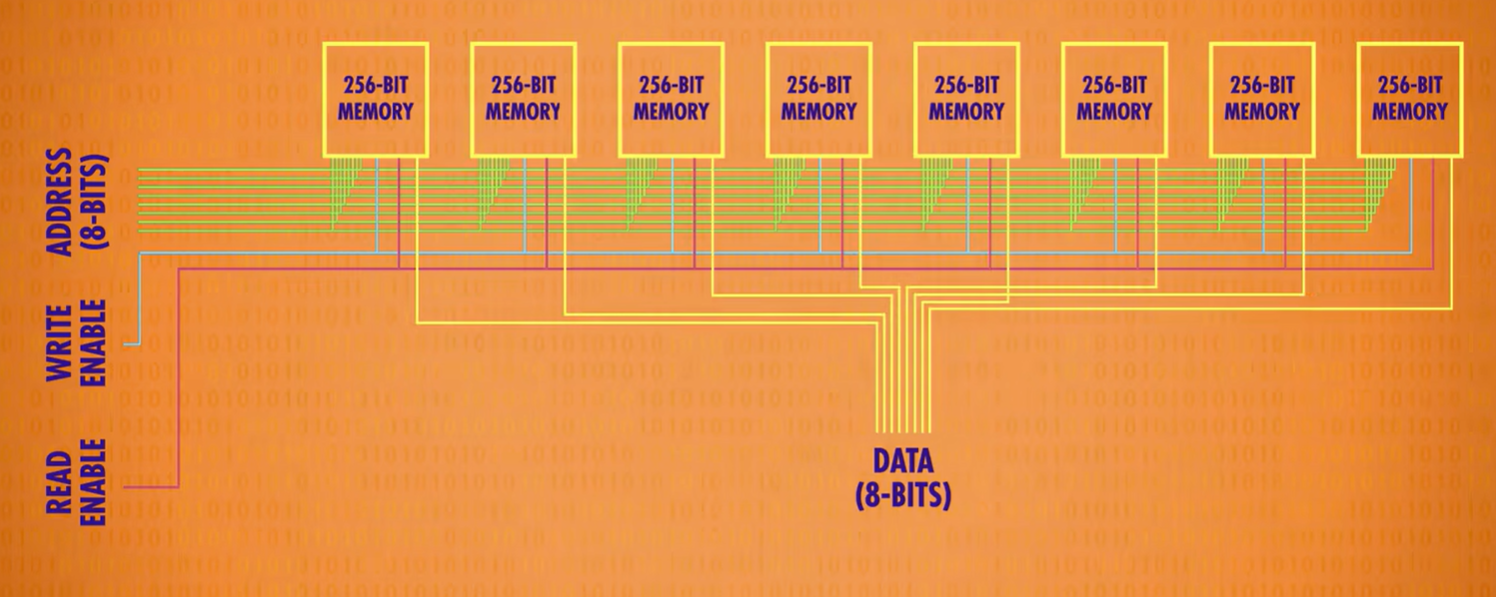 256-BIT
MEMORY
256-BIT
MEMORY
256-BIT
MEMORY
256-BIT
MEMORY
256-BIT
MEMORY
256-BIT
MEMORY
256-BIT
MEMORY
256-BIT
MEMORY
ADDRESS
(8-BITS)
WRITE
ENABLE
READ
ENABLE
DATA
(8-BITS)